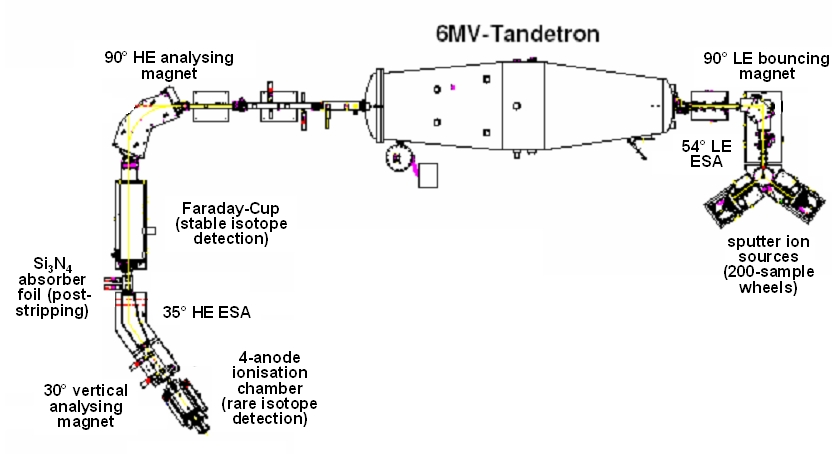 6MV-Tandetron
90° HE analysing
magnet
90° LE bouncing
magnet
54° LE
ESA
Faraday-Cup
(stable isotope
detection)
sputter ion
sources
(200-sample
wheels)
Si₃N₄
absorber
foil (post-
stripping)
35° HE ESA
4-anode
ionisation
chamber
(rare isotope
detection)
30° vertical
analysing
magnet